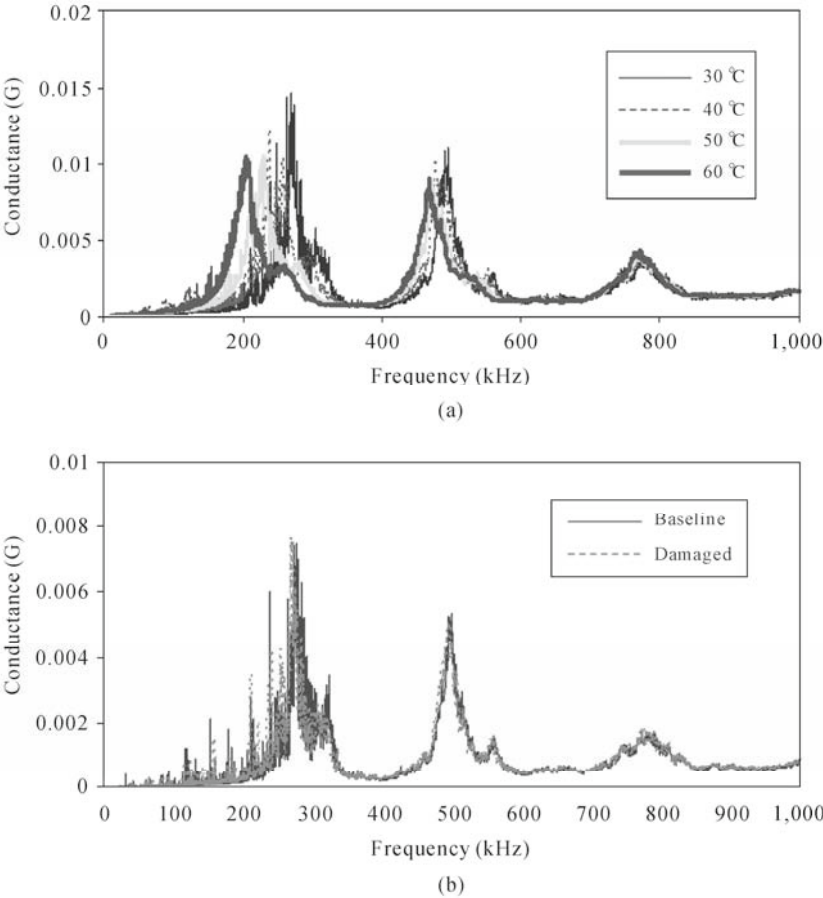 0.02
0.015
0.01
0.005
0
Conductance (G)
30 ℃
40 ℃
50 ℃
60 ℃
0 200 400 600 800 1,000
Frequency (kHz)
(a)
0.01
0.008
0.006
0.004
0.002
0
Conductance (G)
Baseline
Damaged
0 100 200 300 400 500 600 700 800 900 1,000
Frequency (kHz)
(b)